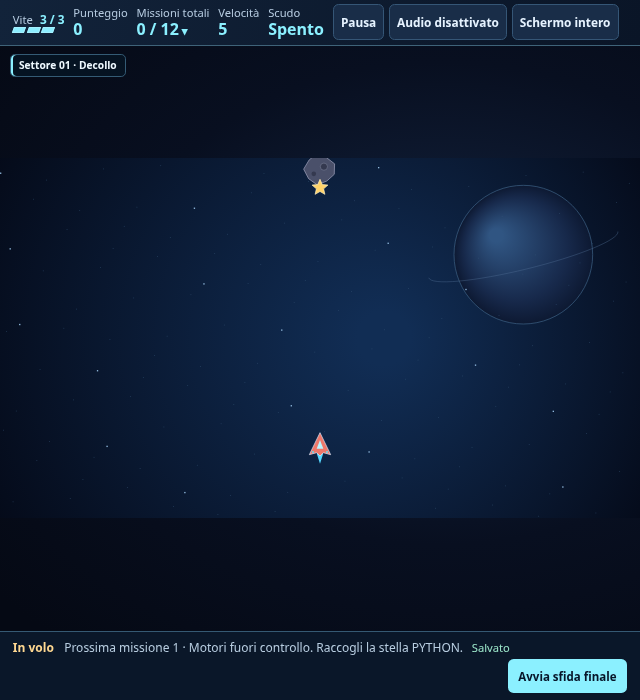 Vite 3 / 3
Punteggio
0
Missioni totali
0 / 12 ▾
Velocità
5
Scudo
Spento
Pausa
Audio disattivato
Schermo intero
Settore 01 · Decollo
In volo Prossima missione 1 · Motori fuori controllo. Raccogli la stella PYTHON. Salvato
Avvia sfida finale